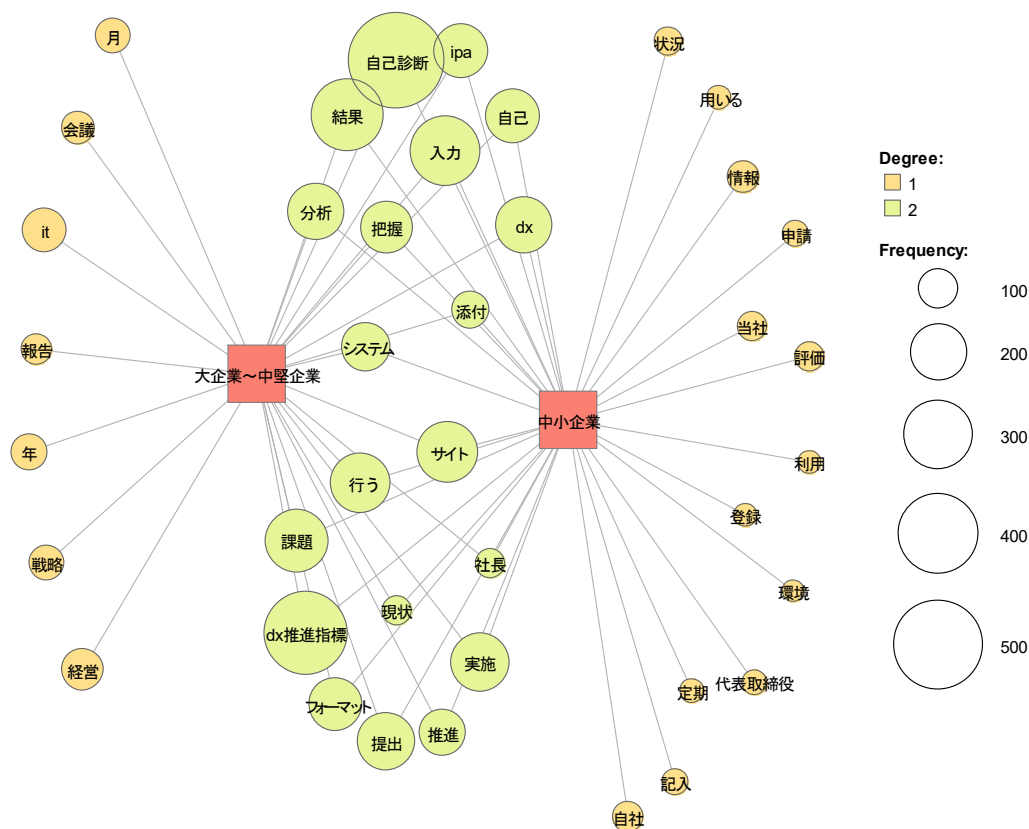 月
自己診断
ipa
状況
会議
結果
自己
用いる
入力
情報
it
分析
把握
dx
申請
添付
当社
報告
システム
評価
大企業~中堅企業
中小企業
年
サイト
利用
行う
登録
課題
社長
戦略
環境
現状
dx推進指標
経営
実施
代表取締役
定期
フォーマット
提出
推進
記入
自社
Degree:
1
2
Frequency:
100
200
300
400
500